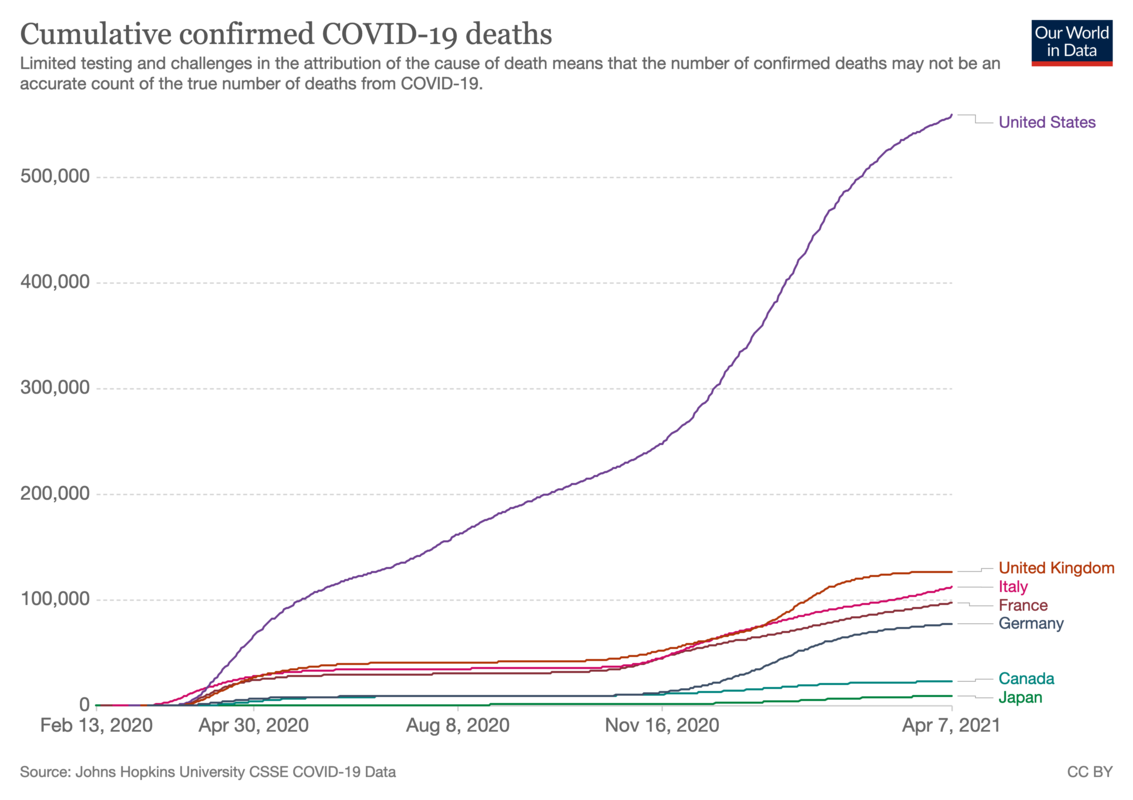 Cumulative confirmed COVID-19 deaths
Our World
in Data
Limited testing and challenges in the attribution of the cause of death means that the number of confirmed deaths may not be an
accurate count of the true number of deaths from COVID-19.
United States
500,000
400,000
300,000
200,000
100,000
0
United Kingdom
Italy
France
Germany
Canada
Japan
Feb 13, 2020
Apr 30, 2020
Aug 8, 2020
Nov 16, 2020
Apr 7, 2021
Source: Johns Hopkins University CSSE COVID-19 Data
CC BY